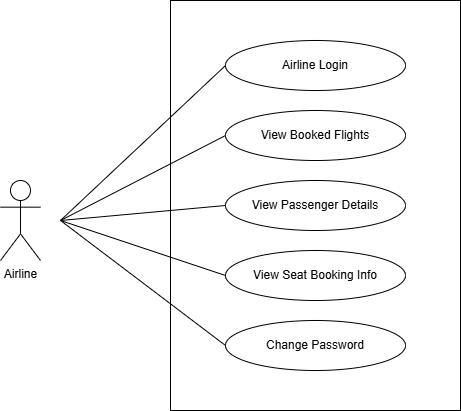 Airline Login
View Booked Flights
View Passenger Details
View Seat Booking Info
Change Password
Airline